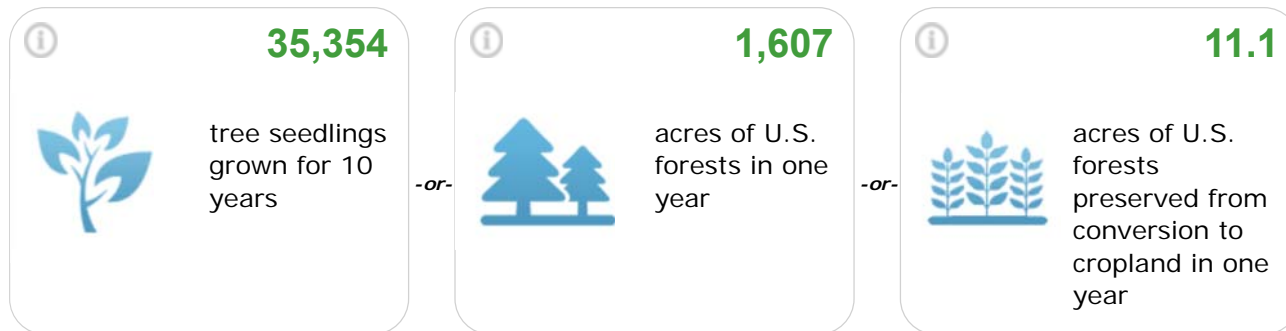 35,354
tree seedlings
grown for 10
years
-or-
1,607
acres of U.S.
forests in one
year
-or-
11.1
acres of U.S.
forests
preserved from
conversion to
cropland in one
year